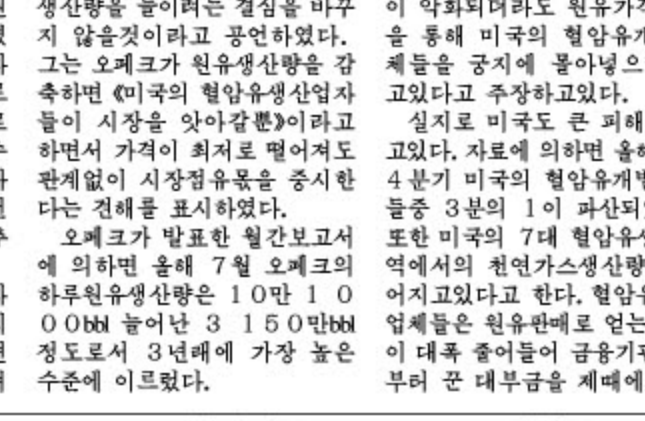 생산량을 늘이려는 결심을 바꾸
지 않을것이라고 공언하였다.
그는 오페크가 원유생산량을 감
축하면 《미국의 혈암유생산업자
들이 시장을 앗아갈뿐》이라고
하면서 가격이 최저로 떨어져도
관계없이 시장점유몫을 중시한
다는 견해를 표시하였다.
오페크가 발표한 월간보고서
에 의하면 올해 7월 오페크의
하루원유생산량은 10만 1 0
0 0bbl 늘어난 3 1 5 0만bbl
정도로서 3년래에 가장 높은
수준에 이르렀다.
이 악화되더라도 원유가
을 통해 미국의 혈암유
체들을 궁지에 몰아넣으
고있다고 주장하고있다.
실지로 미국도 큰 피해
고있다. 자료에 의하면 올해
4분기 미국의 혈암유개
들중 3분의 1이 파산되
또한 미국의 7대 혈암유
역에서의 천연가스생산량
어지고있다고 한다. 혈암
업체들은 원유판매로 얻는
이 대폭 줄어들어 금융기
부터 꾼 대부금을 제때에